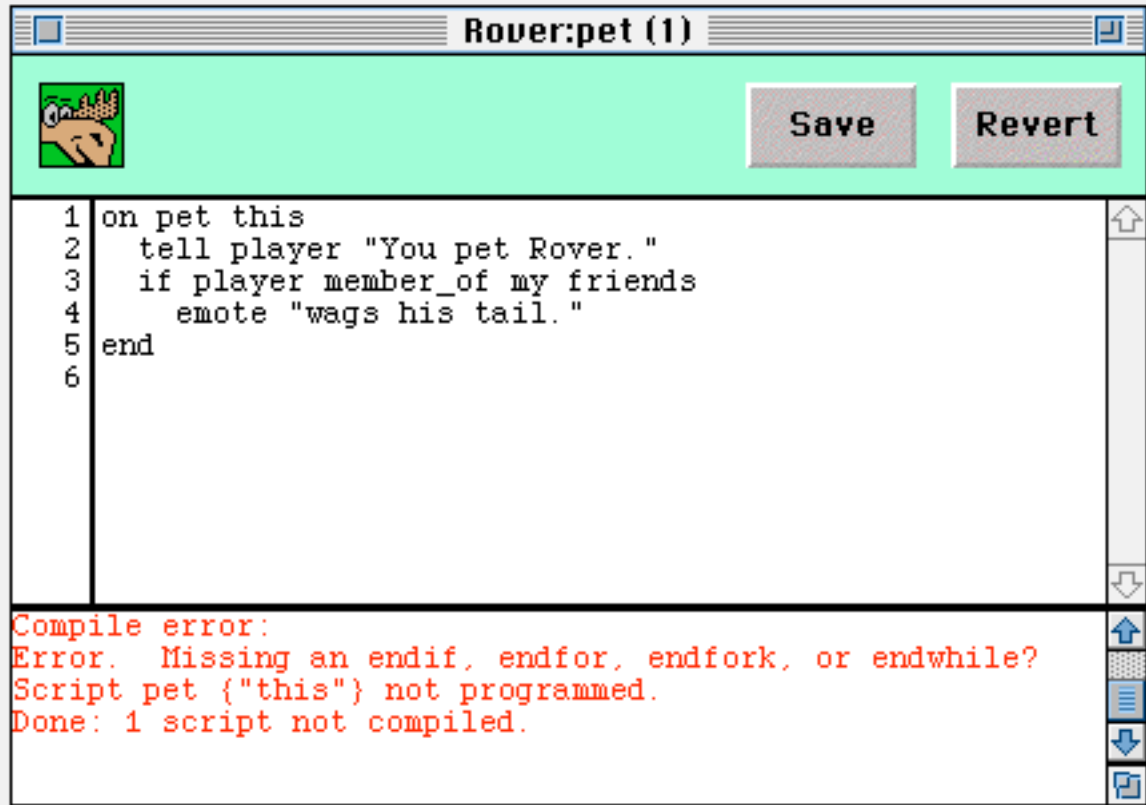 Rover:pet (1)
Save Revert
1 on pet this
2 tell player "You pet Rover."
3 if player member_of my friends
4 emote "wags his tail."
5 end
6
Compile error:
Error.  Missing an endif, endfor, endfork, or endwhile?
Script pet {"this"} not programmed.
Done: 1 script not compiled.